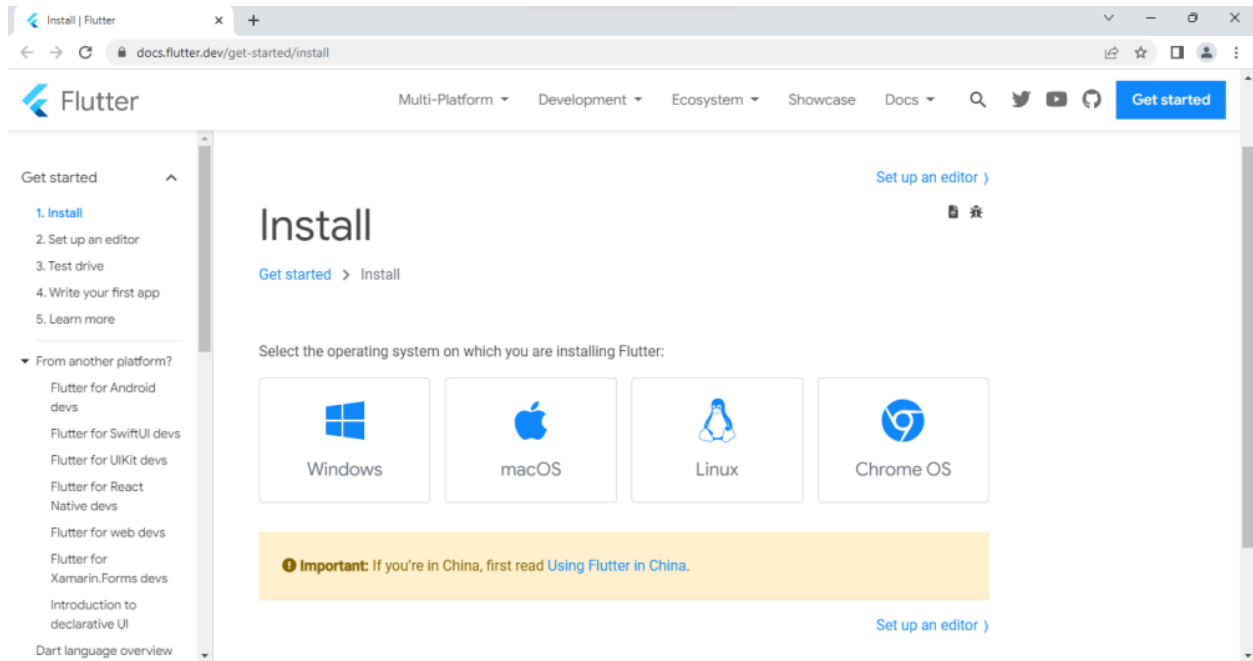 Install | Flutter
docs.flutter.dev/get-started/install
Flutter
Multi-Platform
Development
Ecosystem
Showcase
Docs
Get started
Get started
1. Install
2. Set up an editor
3. Test drive
4. Write your first app
5. Learn more
From another platform?
Flutter for Android
devs
Flutter for SwiftUI devs
Flutter for UIKit devs
Flutter for React
Native devs
Flutter for web devs
Flutter for
Xamarin.Forms devs
Introduction to
declarative UI
Dart language overview
Set up an editor ⟩
Install
Get started > Install
Select the operating system on which you are installing Flutter:
Windows
macOS
Linux
Chrome OS
Important: If you’re in China, first read Using Flutter in China.
Set up an editor ⟩